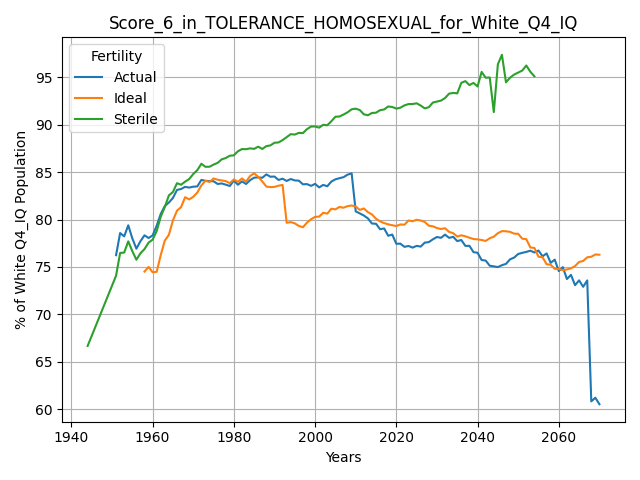 Score_6_in_TOLERANCE_HOMOSEXUAL_for_White_Q4_IQ
Fertility
Actual
Ideal
Sterile
% of White Q4_IQ Population
95
90
85
80
75
70
65
60
1940
1960
1980
2000
2020
2040
2060
Years